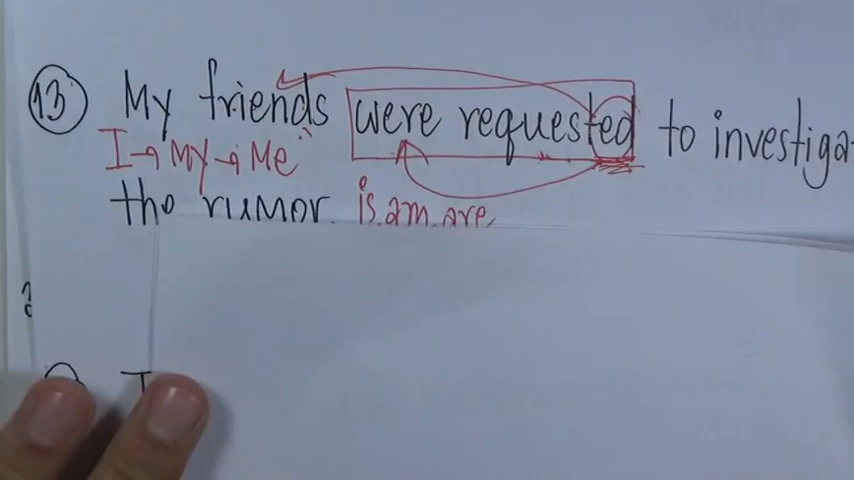 13 My friends were requested to investiga
I → My → Me
the rumor. is.am.are,